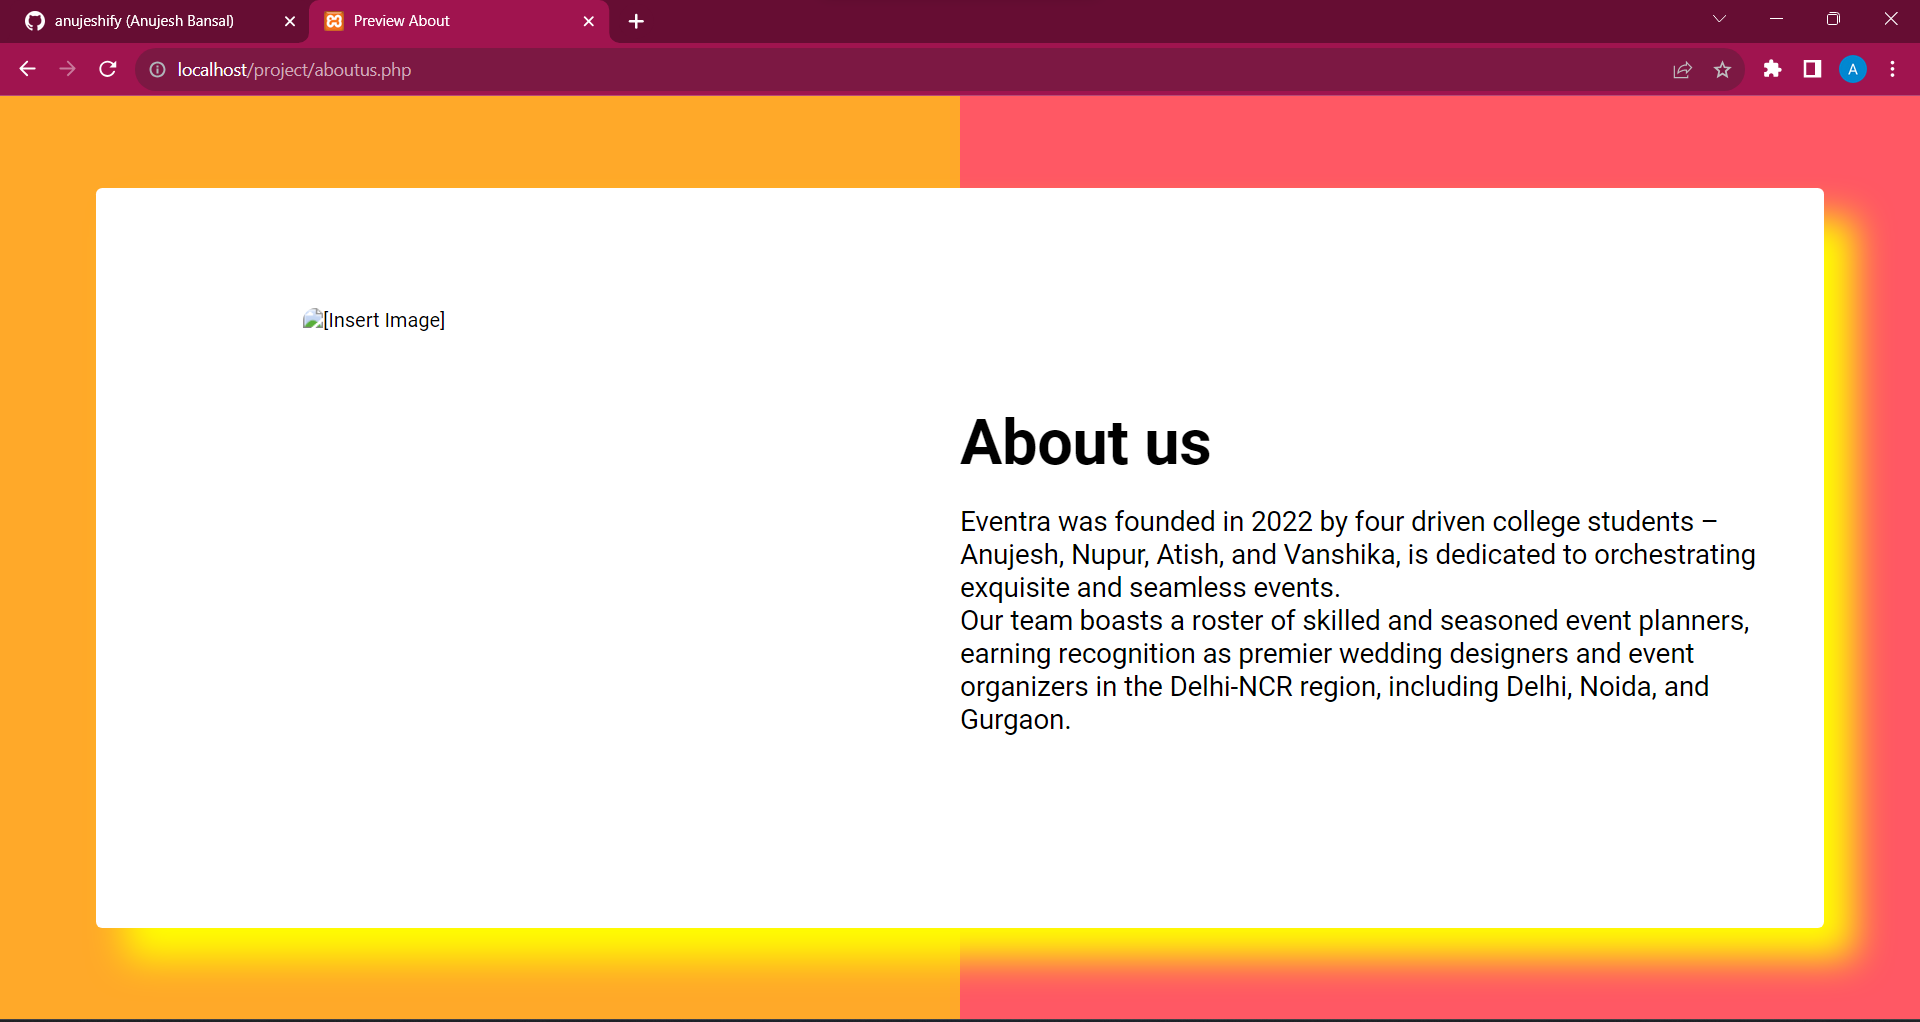 anujeshify (Anujesh Bansal)
Preview About
localhost/project/aboutus.php
A
[Insert Image]
About us
Eventra was founded in 2022 by four driven college students –
Anujesh, Nupur, Atish, and Vanshika, is dedicated to orchestrating
exquisite and seamless events.
Our team boasts a roster of skilled and seasoned event planners,
earning recognition as premier wedding designers and event
organizers in the Delhi-NCR region, including Delhi, Noida, and
Gurgaon.